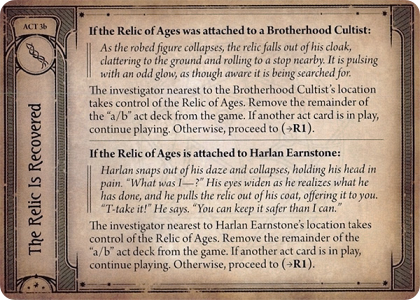 ACT 3b
The Relic Is Recovered
If the Relic of Ages was attached to a Brotherhood Cultist:
As the robed figure collapses, the relic falls out of his cloak,
clattering to the ground and rolling to a stop nearby. It is pulsing
with an odd glow, as though aware it is being searched for.
The investigator nearest to the Brotherhood Cultist's location
takes control of the Relic of Ages. Remove the remainder of
the “a/b” act deck from the game. If another act card is in play,
continue playing. Otherwise, proceed to (→R1).
If the Relic of Ages is attached to Harlan Earnstone:
Harlan snaps out of his daze and collapses, holding his head in
pain. “What was I—?” His eyes widen as he realizes what he
has done, and he pulls the relic out of his coat, offering it to you.
“T-take it!” He says. “You can keep it safer than I can.”
The investigator nearest to Harlan Earnstone's location takes
control of the Relic of Ages. Remove the remainder of the
“a/b” act deck from the game. If another act card is in play,
continue playing. Otherwise, proceed to (→R1).